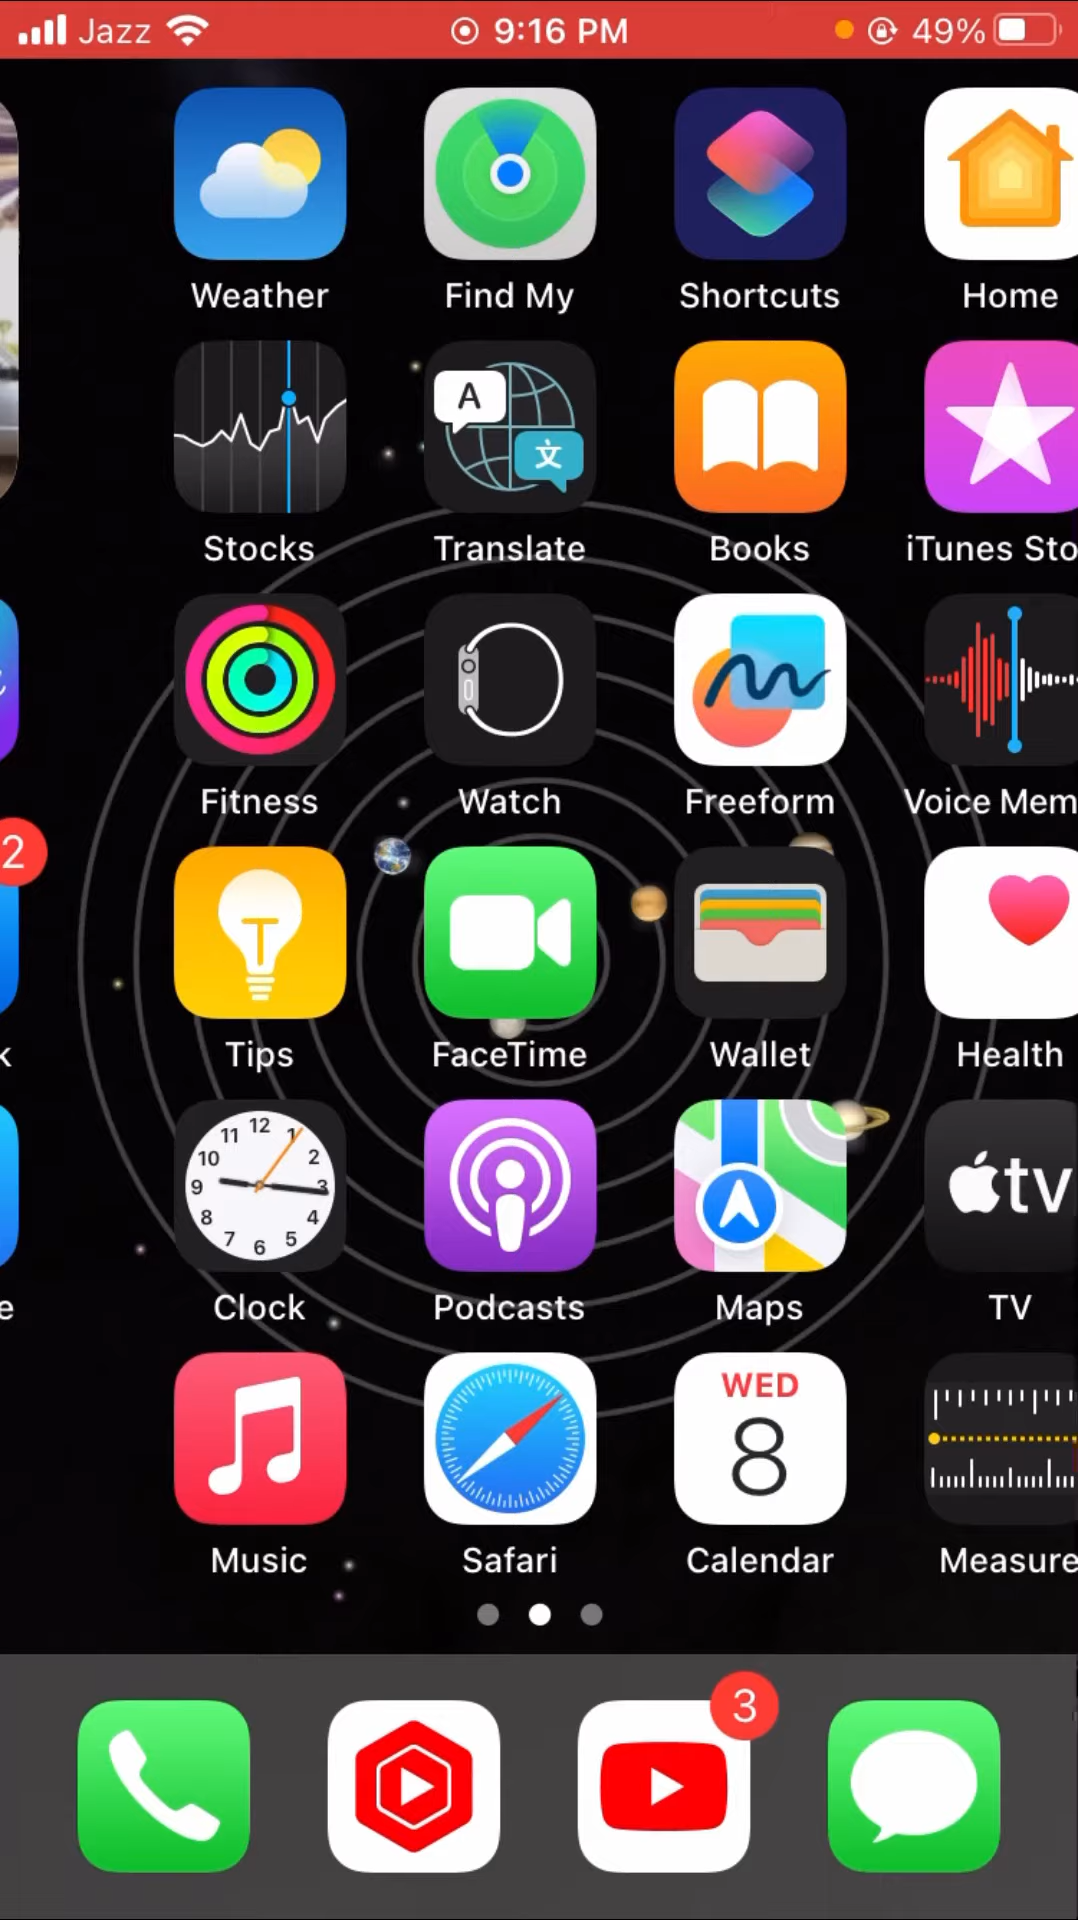 Jazz 9:16 PM 49%
Weather Find My Shortcuts Home
A 文
Stocks Translate Books iTunes Sto
Fitness Watch Freeform Voice Mem
2
k Tips FaceTime Wallet Health
12
11 1
10 2
9 3
8 4
7 5
6
tv
e Clock Podcasts Maps TV
WED
8
Music Safari Calendar Measure
3